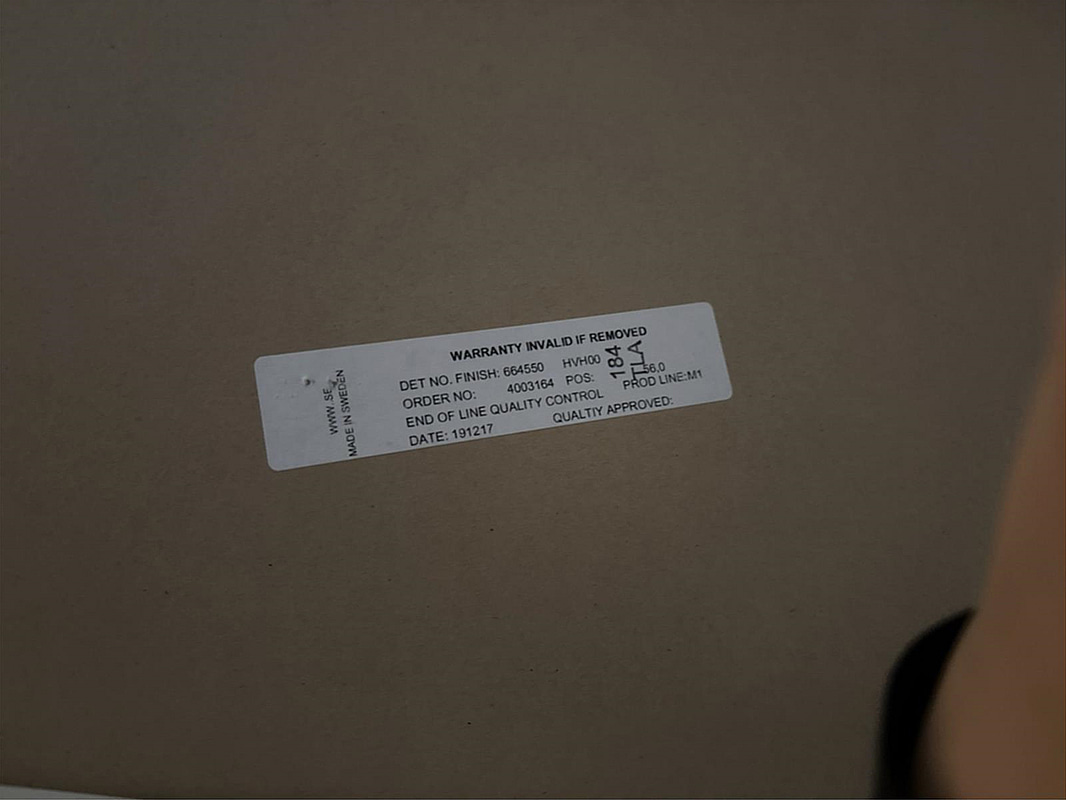 WARRANTY INVALID IF REMOVED
DET NO. FINISH: 664550 HVH00
ORDER NO: 4003164 POS: 56,0
END OF LINE QUALITY CONTROL PROD LINE:M1
DATE: 191217 QUALTIY APPROVED:
184
TLA
WWW. .SE
MADE IN SWEDEN